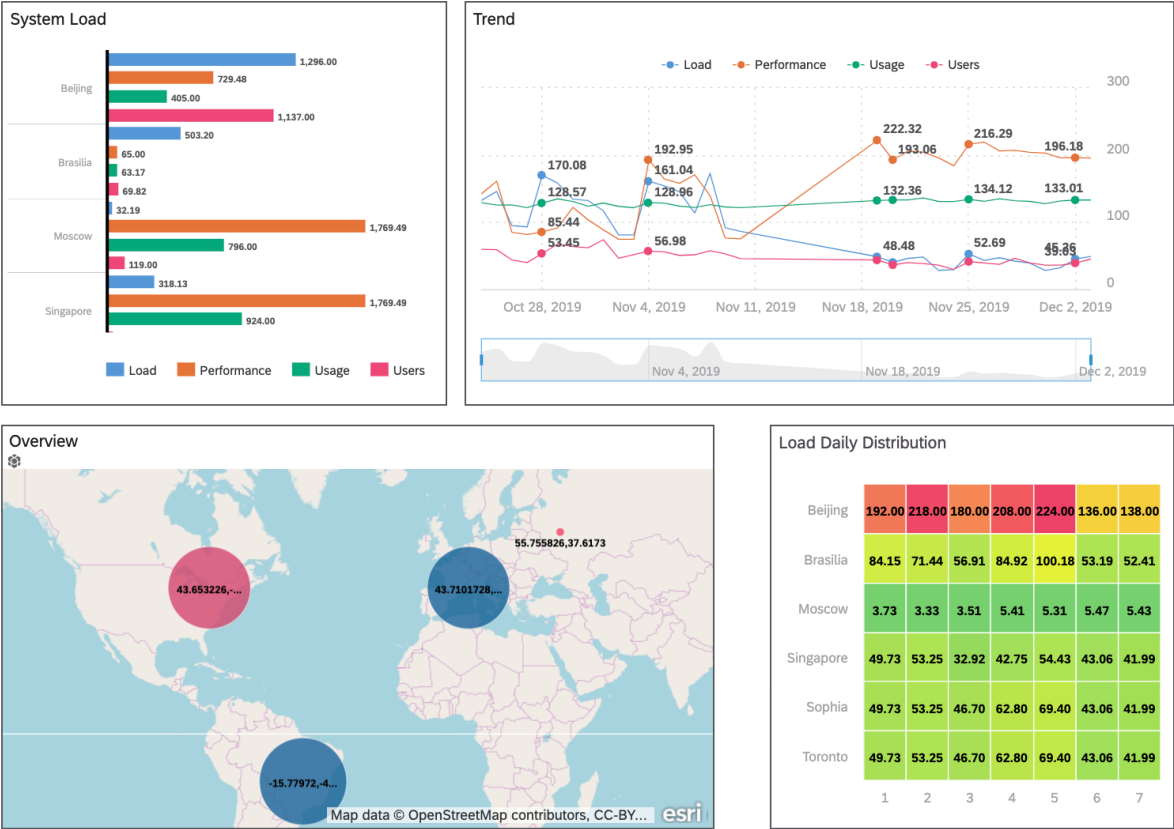 System Load
Beijing
1,296.00
729.48
405.00
1,137.00
Brasilia
503.20
65.00
63.17
69.82
Moscow
32.19
1,769.49
796.00
119.00
Singapore
318.13
1,769.49
924.00
Load Performance Usage Users
Trend
Load Performance Usage Users
300
200
100
0
170.08
128.57
85.44
53.45
192.95
161.04
128.96
56.98
222.32
193.06
132.36
48.48
216.29
134.12
52.69
196.18
133.01
45.36
39.03
Oct 28, 2019 Nov 4, 2019 Nov 11, 2019 Nov 18, 2019 Nov 25, 2019 Dec 2, 2019
Nov 4, 2019 Nov 18, 2019 Dec 2, 2019
Overview
55.755826,37.6173
43.653226,-...
43.7101728,...
-15.77972,-4...
Map data © OpenStreetMap contributors, CC-BY...
esri
Load Daily Distribution
Beijing 192.00 218.00 180.00 208.00 224.00 136.00 138.00
Brasilia 84.15 71.44 56.91 84.92 100.18 53.19 52.41
Moscow 3.73 3.33 3.51 5.41 5.31 5.47 5.43
Singapore 49.73 53.25 32.92 42.75 54.43 43.06 41.99
Sophia 49.73 53.25 46.70 62.80 69.40 43.06 41.99
Toronto 49.73 53.25 46.70 62.80 69.40 43.06 41.99
1 2 3 4 5 6 7